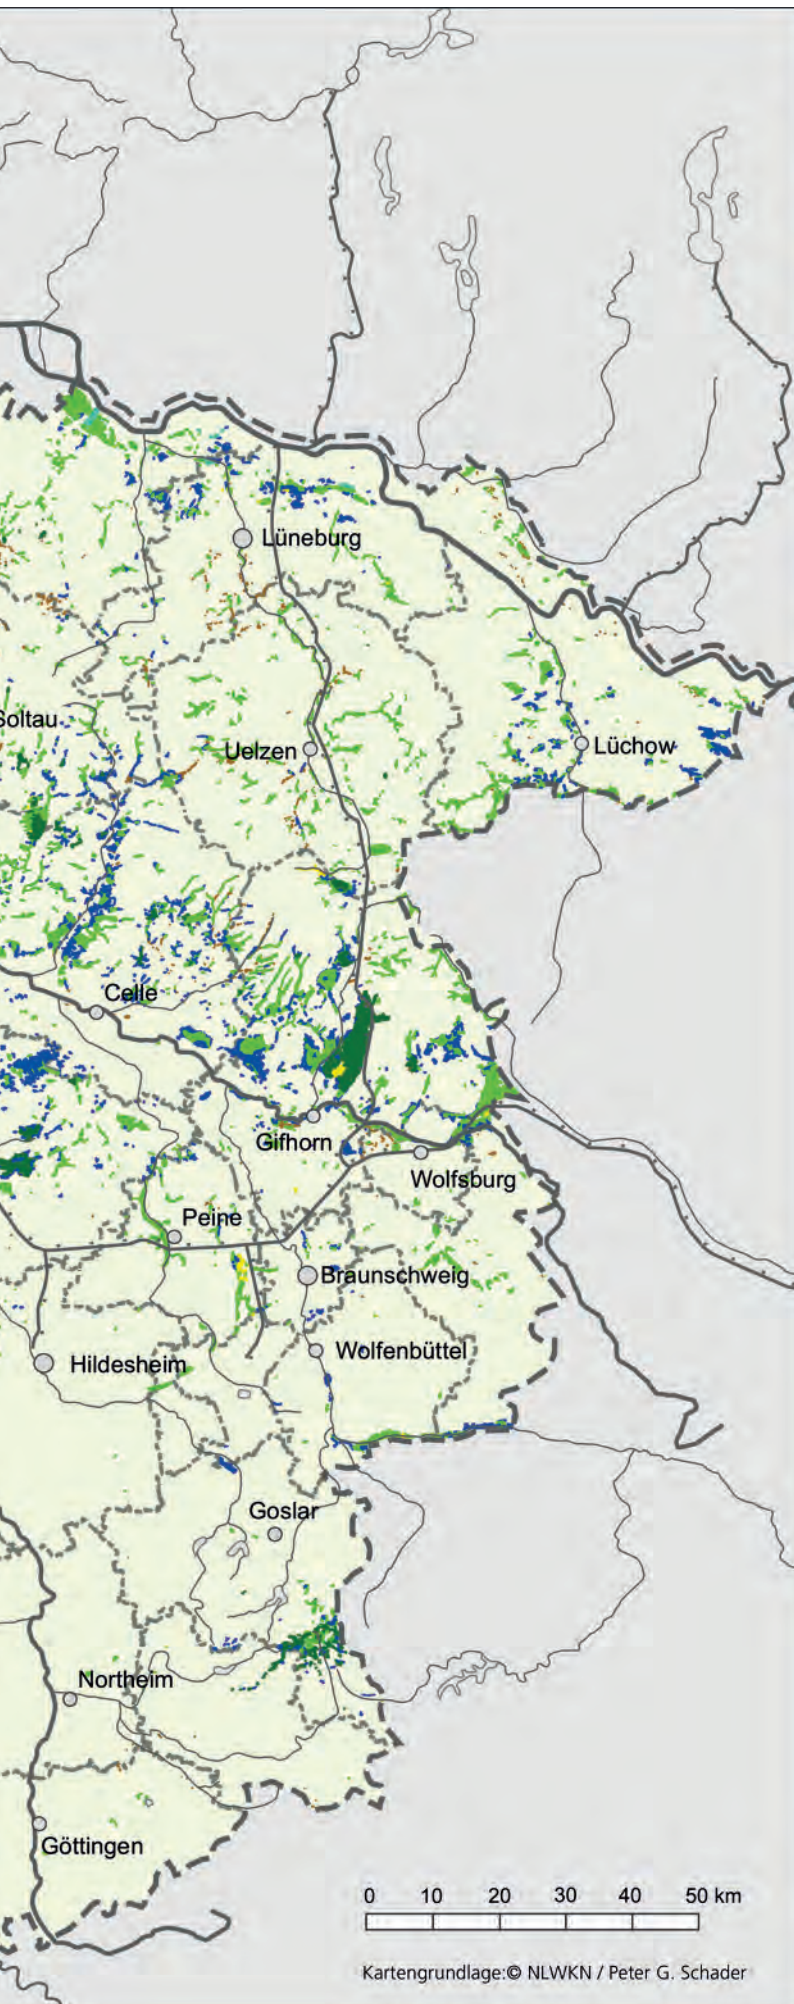 Lüneburg
Soltau
Uelzen
Lüchow
Celle
Gifhorn
Wolfsburg
Peine
Braunschweig
Wolfenbüttel
Hildesheim
Goslar
Northeim
Göttingen
0 10 20 30 40 50 km
Kartengrundlage:© NLWKN / Peter G. Schader